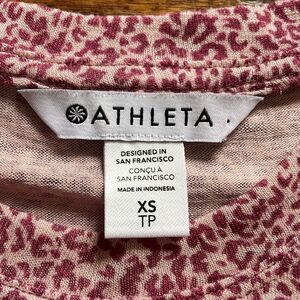 ATHLETA
DESIGNED IN
SAN FRANCISCO
CONÇU À
SAN FRANCISCO
MADE IN INDONESIA
XS
TP